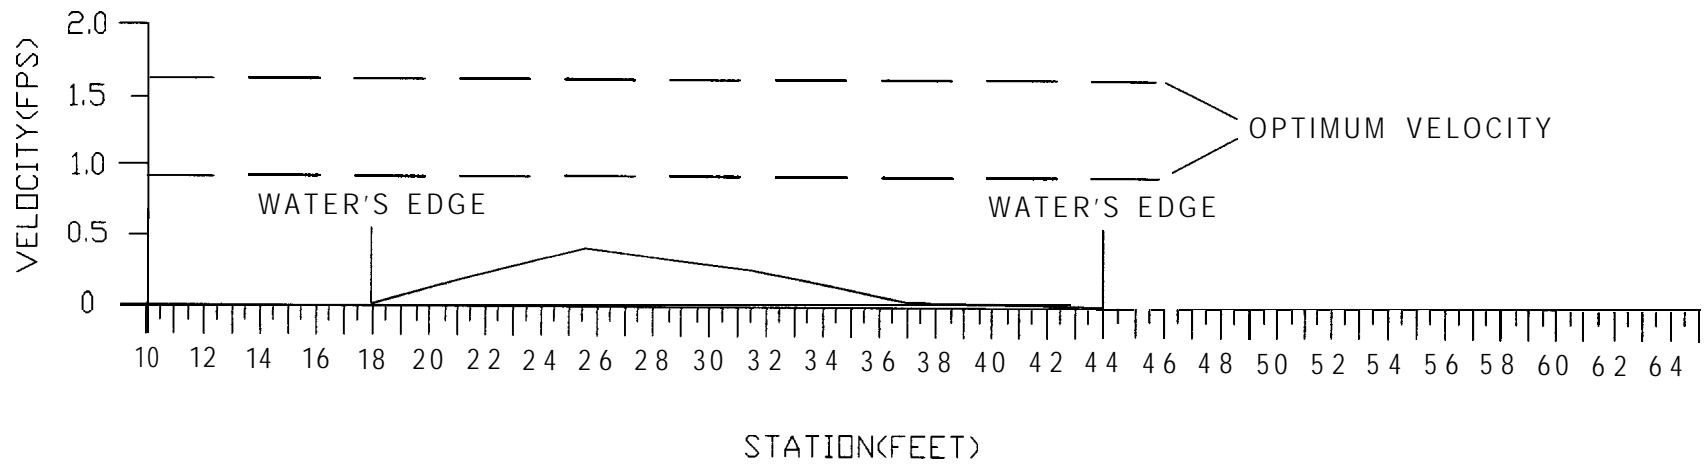 VELOCITY(FPS)
2.0
1.5
1.0
0.5
0
OPTIMUM VELOCITY
WATER'S EDGE
WATER'S EDGE
10 12 14 16 18 20 22 24 26 28 30 32 34 36 38 40 42 44 46 48 50 52 54 56 58 60 62 64
STATION(FEET)